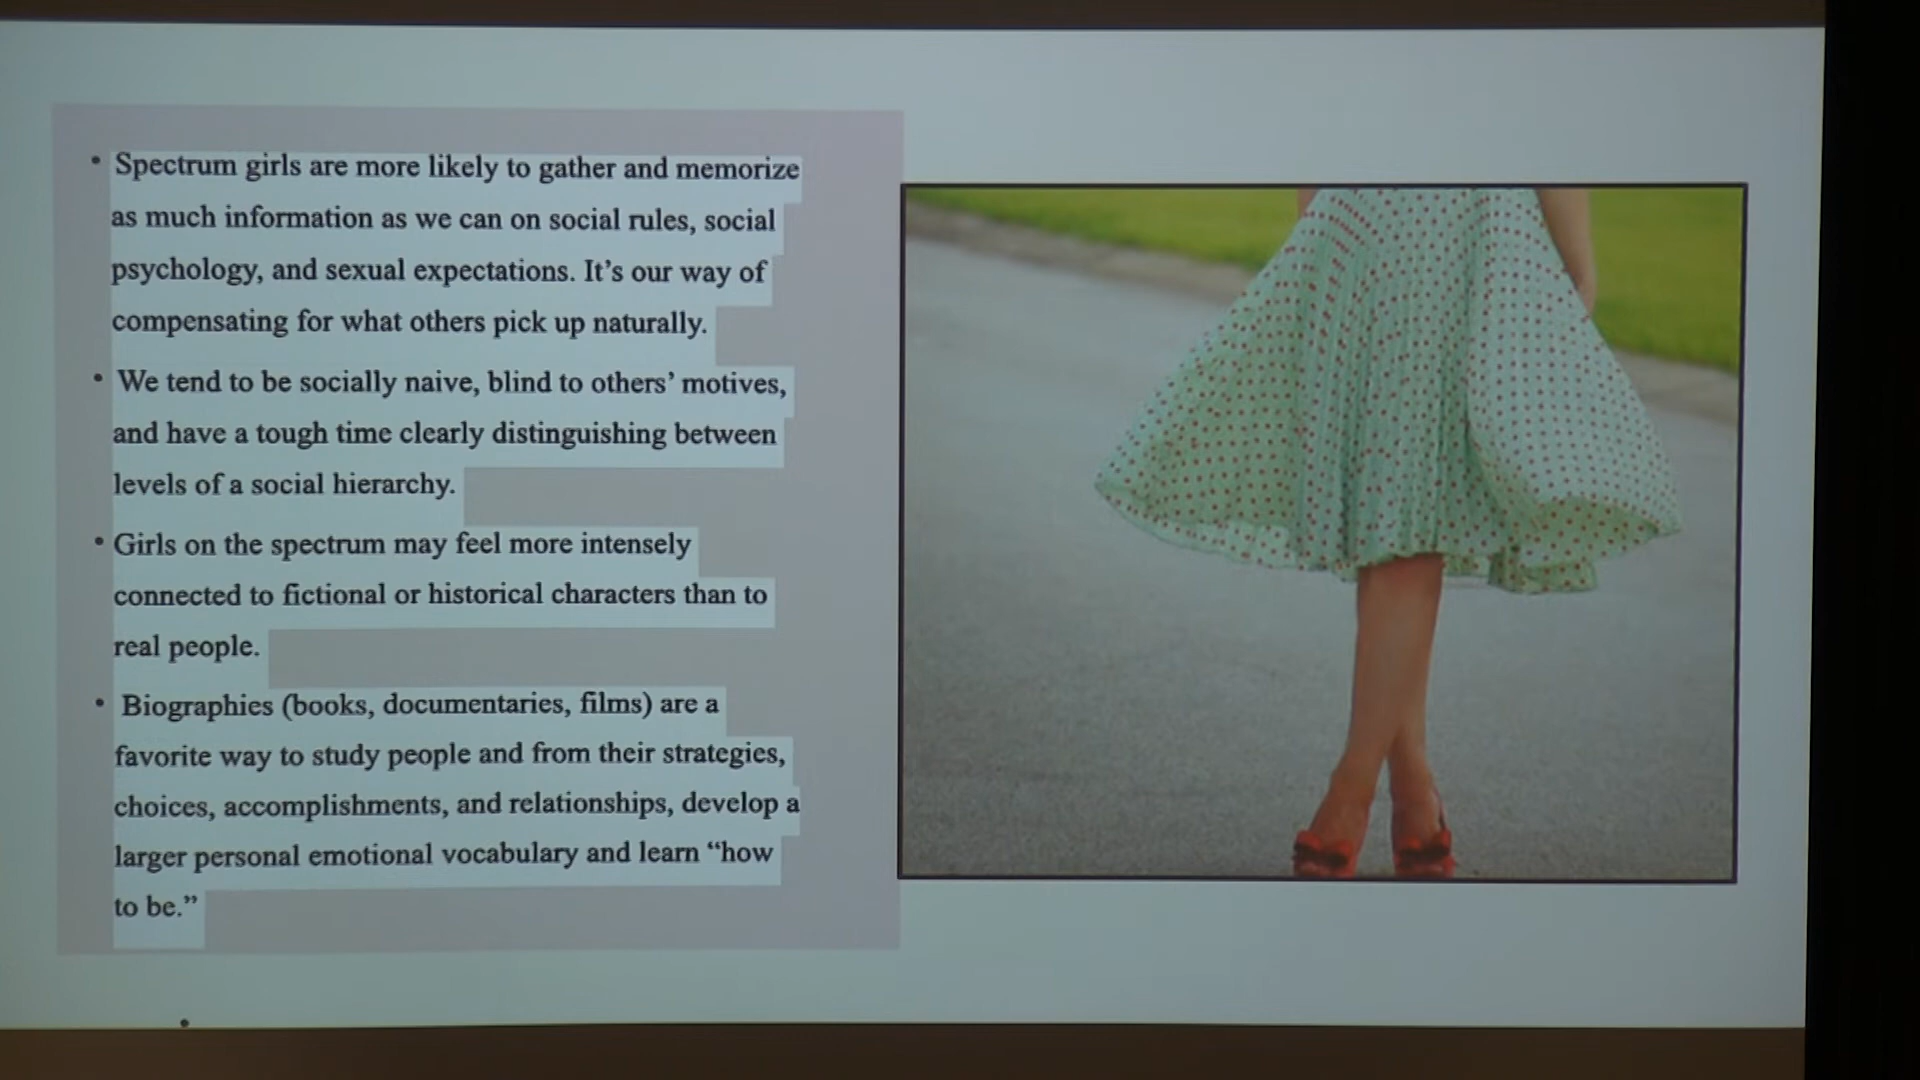 • Spectrum girls are more likely to gather and memorize
as much information as we can on social rules, social
psychology, and sexual expectations. It’s our way of
compensating for what others pick up naturally.
• We tend to be socially naive, blind to others’ motives,
and have a tough time clearly distinguishing between
levels of a social hierarchy.
• Girls on the spectrum may feel more intensely
connected to fictional or historical characters than to
real people.
• Biographies (books, documentaries, films) are a
favorite way to study people and from their strategies,
choices, accomplishments, and relationships, develop a
larger personal emotional vocabulary and learn “how
to be.”